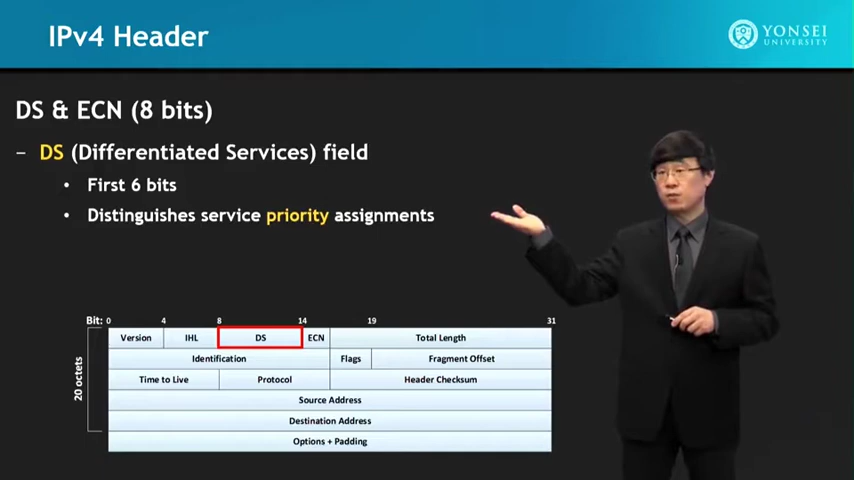 IPv4 Header
YONSEI
UNIVERSITY
DS & ECN (8 bits)
– DS (Differentiated Services) field
• First 6 bits
• Distinguishes service priority assignments
Bit: 0 4 8 14 19 31
Version IHL DS ECN Total Length
Identification Flags Fragment Offset
Time to Live Protocol Header Checksum
Source Address
Destination Address
Options + Padding
20 octets